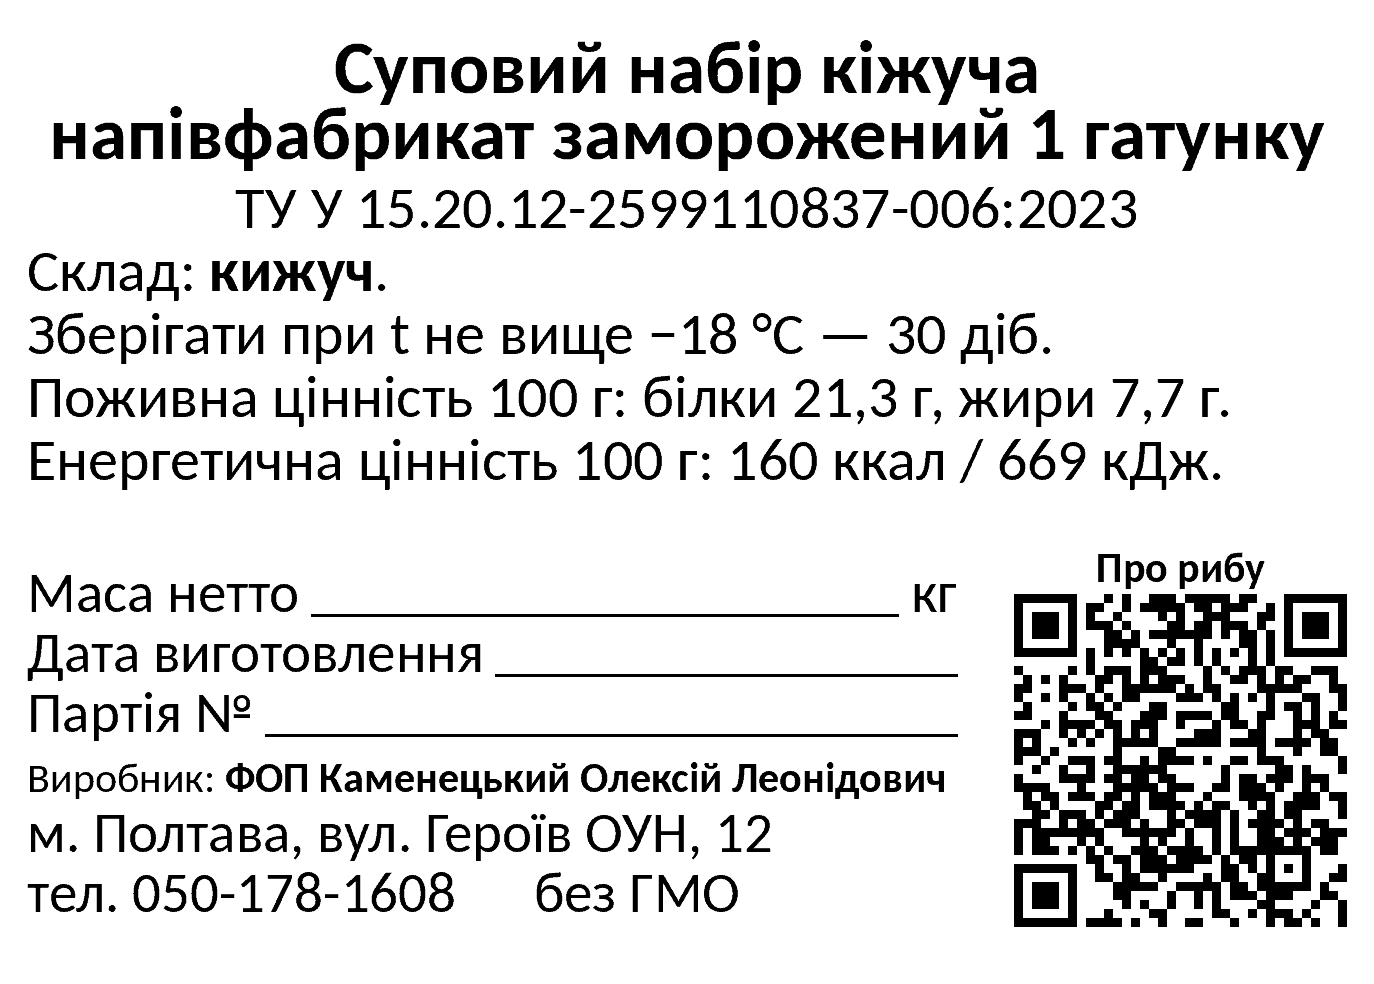 Суповий набір кіжуча
напівфабрикат заморожений 1 гатунку
ТУ У 15.20.12-2599110837-006:2023
Склад: кижуч.
Зберігати при t не вище −18 °C — 30 діб.
Поживна цінність 100 г: білки 21,3 г, жири 7,7 г.
Енергетична цінність 100 г: 160 ккал / 669 кДж.
Маса нетто ____________________ кг
Дата виготовлення ________________
Партія № ________________________
Виробник: ФОП Каменецький Олексій Леонідович
м. Полтава, вул. Героїв ОУН, 12
тел. 050-178-1608 без ГМО
Про рибу